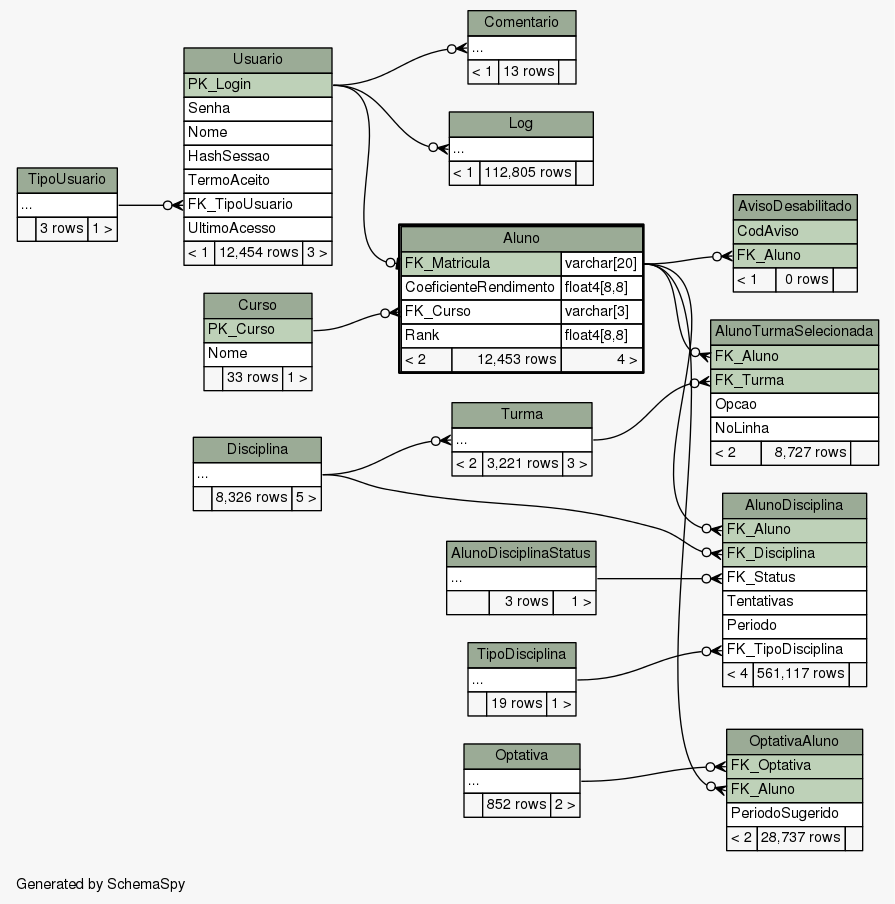 Comentario
...
< 1 13 rows
Usuario
PK_Login
Senha
Nome
HashSessao
TermoAceito
FK_TipoUsuario
UltimoAcesso
< 1 12,454 rows 3 >
Log
...
< 1 112,805 rows
TipoUsuario
...
3 rows 1 >
AvisoDesabilitado
CodAviso
FK_Aluno
< 1 0 rows
Aluno
FK_Matricula varchar[20]
CoeficienteRendimento float4[8,8]
FK_Curso varchar[3]
Rank float4[8,8]
< 2 12,453 rows 4 >
Curso
PK_Curso
Nome
33 rows 1 >
AlunoTurmaSelecionada
FK_Aluno
FK_Turma
Opcao
NoLinha
< 2 8,727 rows
Turma
...
< 2 3,221 rows 3 >
Disciplina
...
8,326 rows 5 >
AlunoDisciplina
FK_Aluno
FK_Disciplina
FK_Status
Tentativas
Periodo
FK_TipoDisciplina
< 4 561,117 rows
AlunoDisciplinaStatus
...
3 rows 1 >
TipoDisciplina
...
19 rows 1 >
Optativa
...
852 rows 2 >
OptativaAluno
FK_Optativa
FK_Aluno
PeriodoSugerido
< 2 28,737 rows
Generated by SchemaSpy